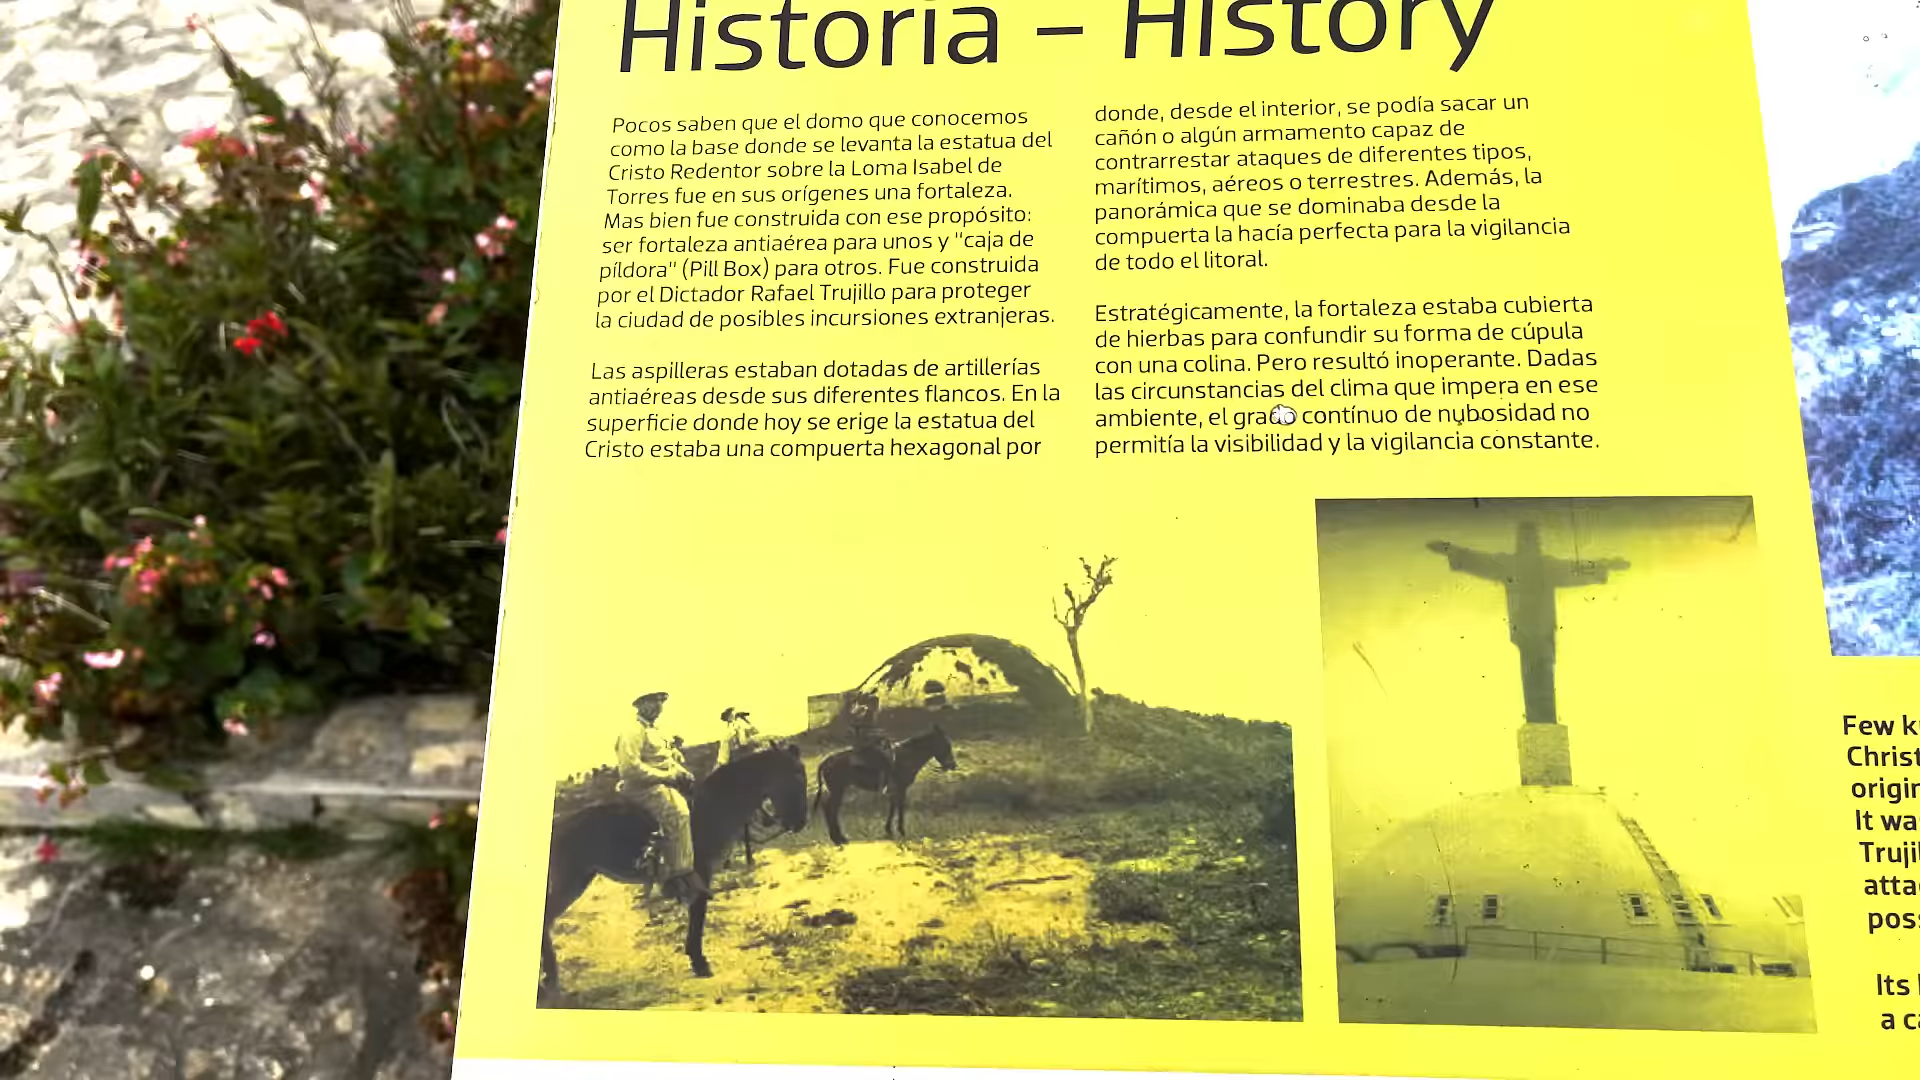 Historia – History
Pocos saben que el domo que conocemos
como la base donde se levanta la estatua del
Cristo Redentor sobre la Loma Isabel de
Torres fue en sus orígenes una fortaleza.
Mas bien fue construida con ese propósito:
ser fortaleza antiaérea para unos y "caja de
píldora" (Pill Box) para otros. Fue construida
por el Dictador Rafael Trujillo para proteger
la ciudad de posibles incursiones extranjeras.
Las aspilleras estaban dotadas de artillerías
antiaéreas desde sus diferentes flancos. En la
superficie donde hoy se erige la estatua del
Cristo estaba una compuerta hexagonal por
donde, desde el interior, se podía sacar un
cañón o algún armamento capaz de
contrarrestar ataques de diferentes tipos,
marítimos, aéreos o terrestres. Además, la
panorámica que se dominaba desde la
compuerta la hacía perfecta para la vigilancia
de todo el litoral.
Estratégicamente, la fortaleza estaba cubierta
de hierbas para confundir su forma de cúpula
con una colina. Pero resultó inoperante. Dadas
las circunstancias del clima que impera en ese
ambiente, el grado contínuo de nubosidad no
permitía la visibilidad y la vigilancia constante.
Few
Christ
It
Its
a